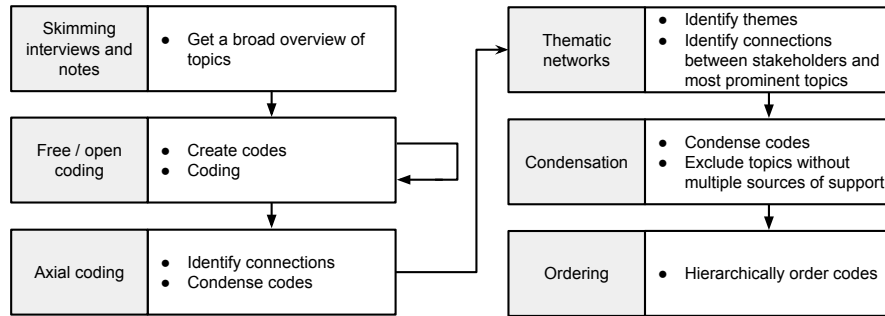 Skimming
interviews and
notes
● Get a broad overview of
topics
Free / open
coding
● Create codes
● Coding
Axial coding
● Identify connections
● Condense codes
Thematic
networks
● Identify themes
● Identify connections
between stakeholders and
most prominent topics
Condensation
● Condense codes
● Exclude topics without
multiple sources of support
Ordering
● Hierarchically order codes